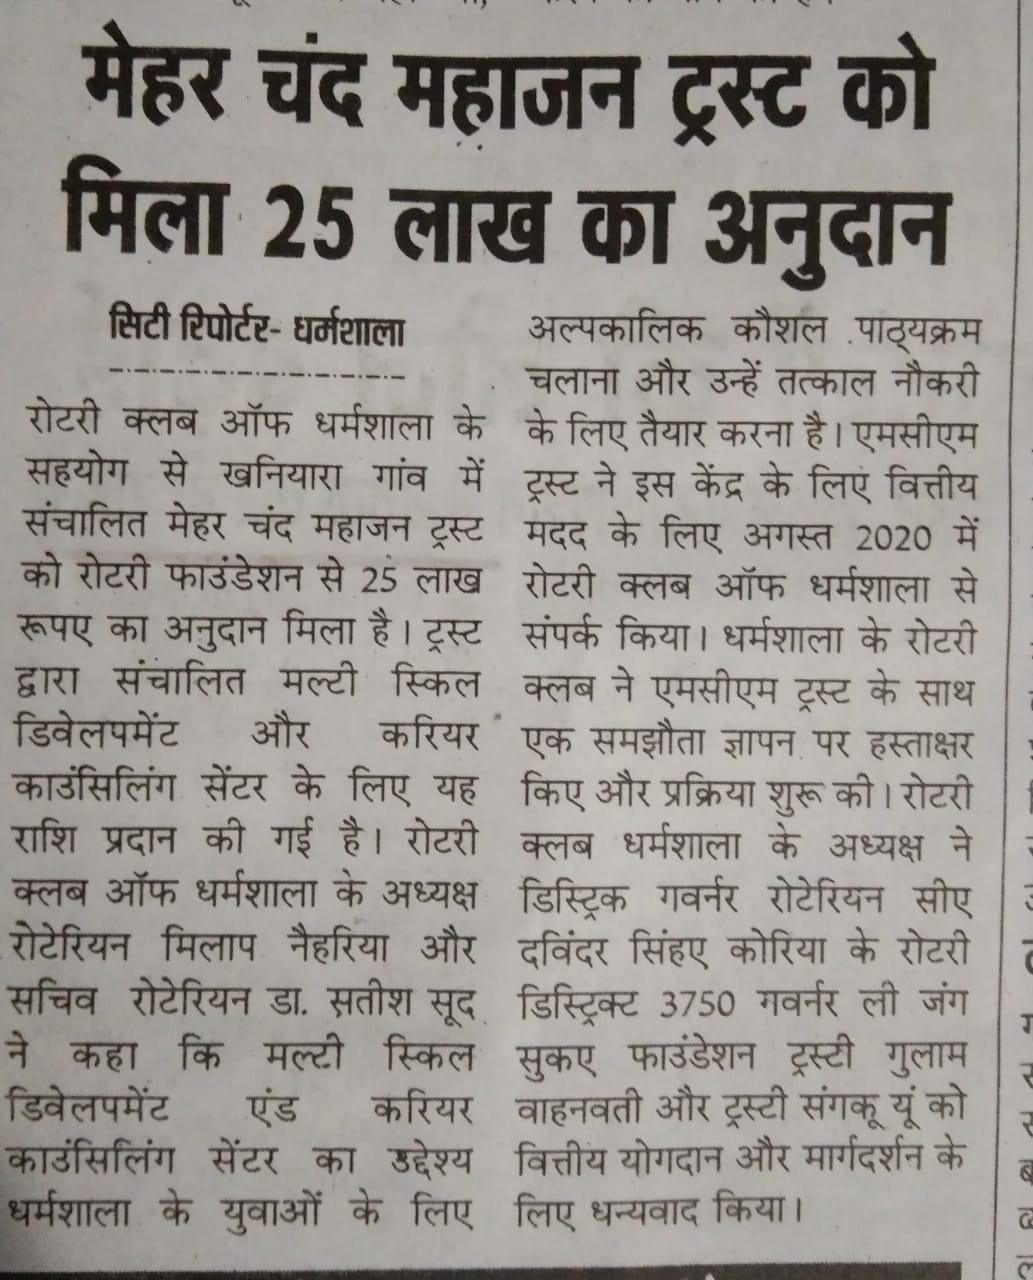 मेहर चंद महाजन ट्रस्ट को
मिला 25 लाख का अनुदान
सिटी रिपोर्टर- धर्मशाला
रोटरी क्लब ऑफ धर्मशाला के
सहयोग से खनियारा गांव में
संचालित मेहर चंद महाजन ट्रस्ट
को रोटरी फाउंडेशन से 25 लाख
रूपए का अनुदान मिला है। ट्रस्ट
द्वारा संचालित मल्टी स्किल
डिवेलपमेंट और करियर
काउंसिलिंग सेंटर के लिए यह
राशि प्रदान की गई है। रोटरी
क्लब ऑफ धर्मशाला के अध्यक्ष
रोटेरियन मिलाप नैहरिया और
सचिव रोटेरियन डा. सतीश सूद
ने कहा कि मल्टी स्किल
डिवेलपमेंट एंड करियर
काउंसिलिंग सेंटर का उद्देश्य
धर्मशाला के युवाओं के लिए
अल्पकालिक कौशल पाठ्यक्रम
चलाना और उन्हें तत्काल नौकरी
के लिए तैयार करना है। एमसीएम
ट्रस्ट ने इस केंद्र के लिए वित्तीय
मदद के लिए अगस्त 2020 में
रोटरी क्लब ऑफ धर्मशाला से
संपर्क किया। धर्मशाला के रोटरी
क्लब ने एमसीएम ट्रस्ट के साथ
एक समझौता ज्ञापन पर हस्ताक्षर
किए और प्रक्रिया शुरू की। रोटरी
क्लब धर्मशाला के अध्यक्ष ने
डिस्ट्रिक गवर्नर रोटेरियन सीए
दविंदर सिंहए कोरिया के रोटरी
डिस्ट्रिक्ट 3750 गवर्नर ली जंग
सुकए फाउंडेशन ट्रस्टी गुलाम
वाहनवती और ट्रस्टी संगकू यूं को
वित्तीय योगदान और मार्गदर्शन के
लिए धन्यवाद किया।